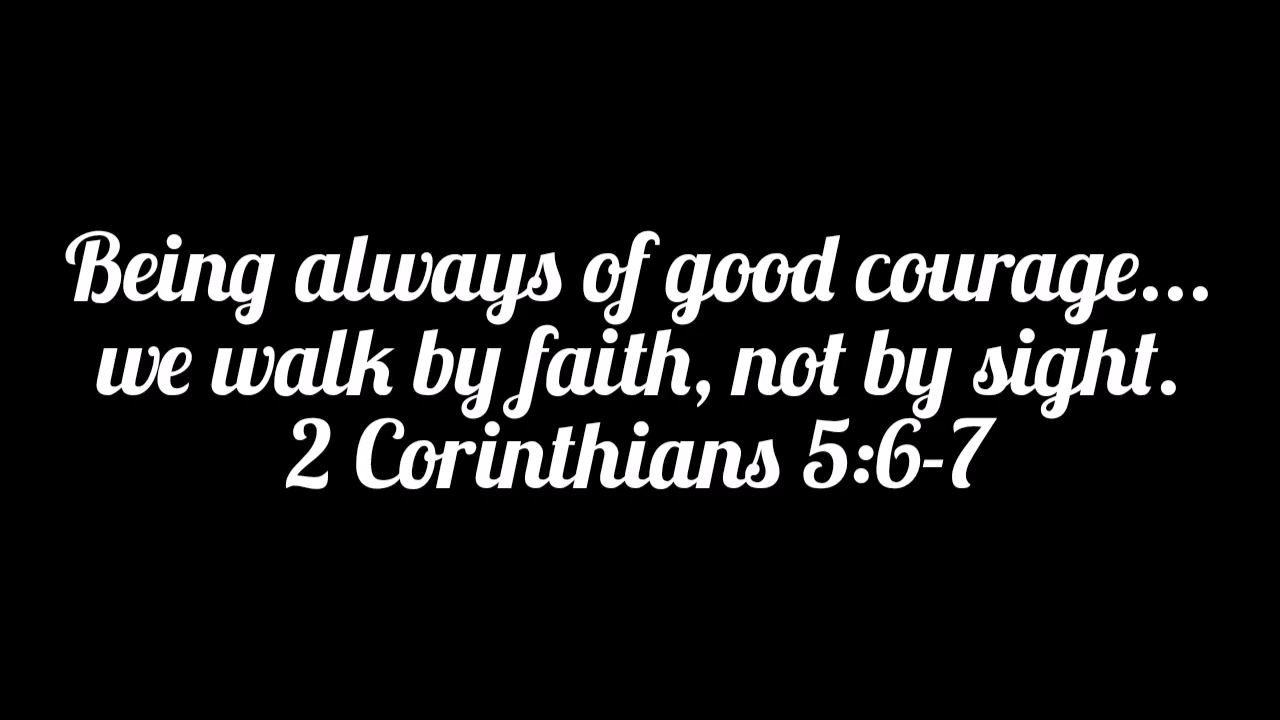 Being always of good courage...
we walk by faith, not by sight.
2 Corinthians 5:6-7